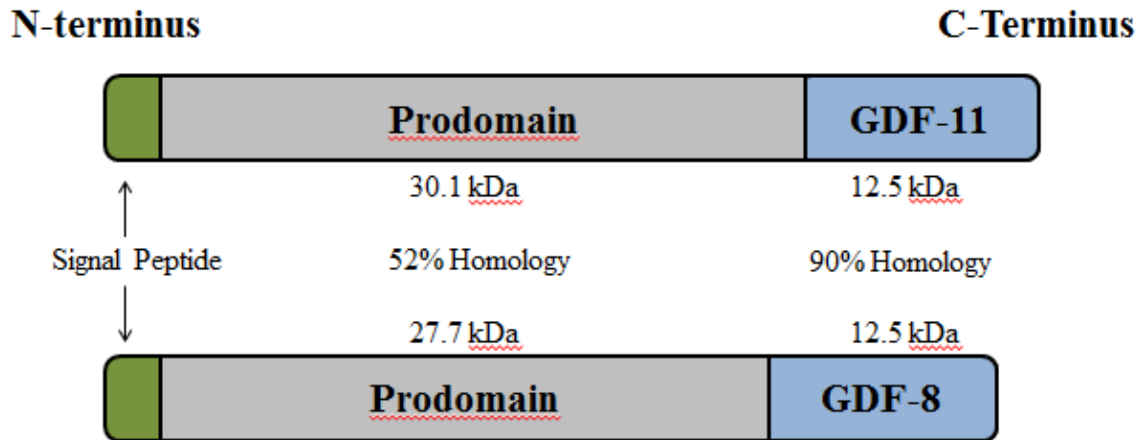 N-terminus C-Terminus
Prodomain GDF-11
30.1 kDa 12.5 kDa
Signal Peptide 52% Homology 90% Homology
27.7 kDa 12.5 kDa
Prodomain GDF-8